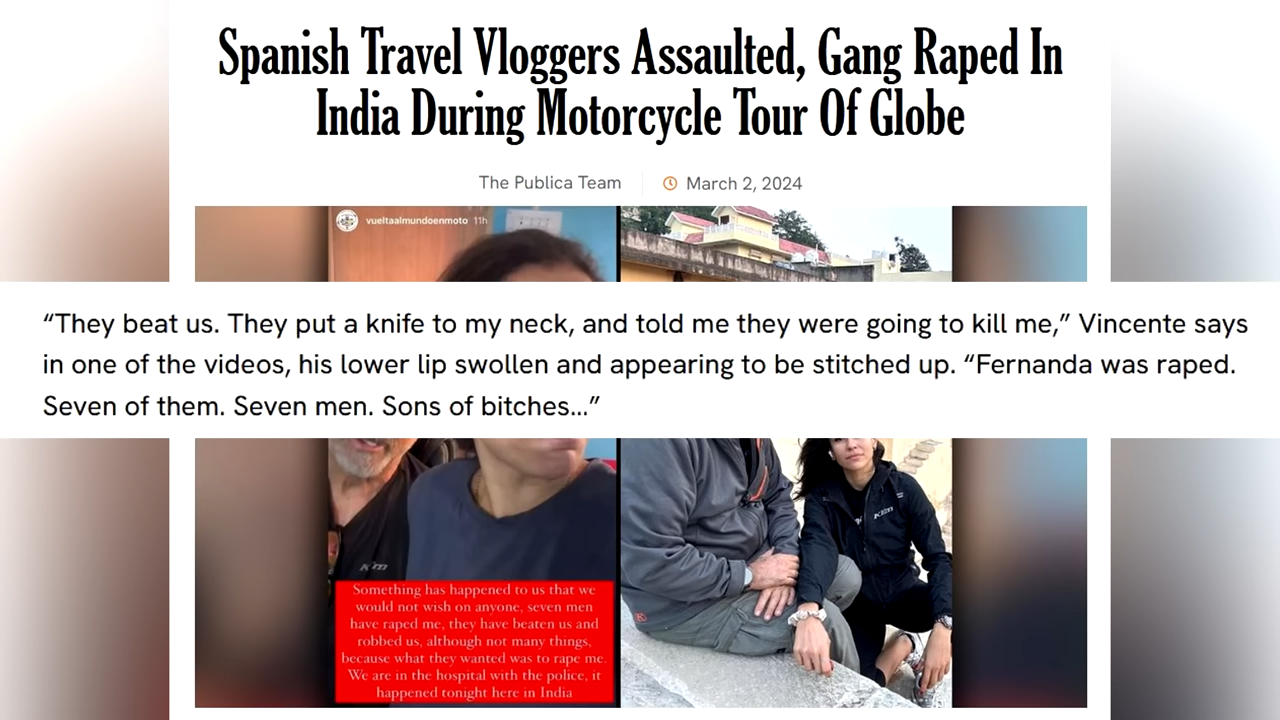 Spanish Travel Vloggers Assaulted, Gang Raped In
India During Motorcycle Tour Of Globe
The Publica Team
March 2, 2024
vueltaalmundoenmoto 11h
“They beat us. They put a knife to my neck, and told me they were going to kill me,” Vincente says
in one of the videos, his lower lip swollen and appearing to be stitched up. “Fernanda was raped.
Seven of them. Seven men. Sons of bitches…”
Something has happened to us that we
would not wish on anyone, seven men
have raped me, they have beaten us and
robbed us, although not many things,
because what they wanted was to rape me.
We are in the hospital with the police, it
happened tonight here in India